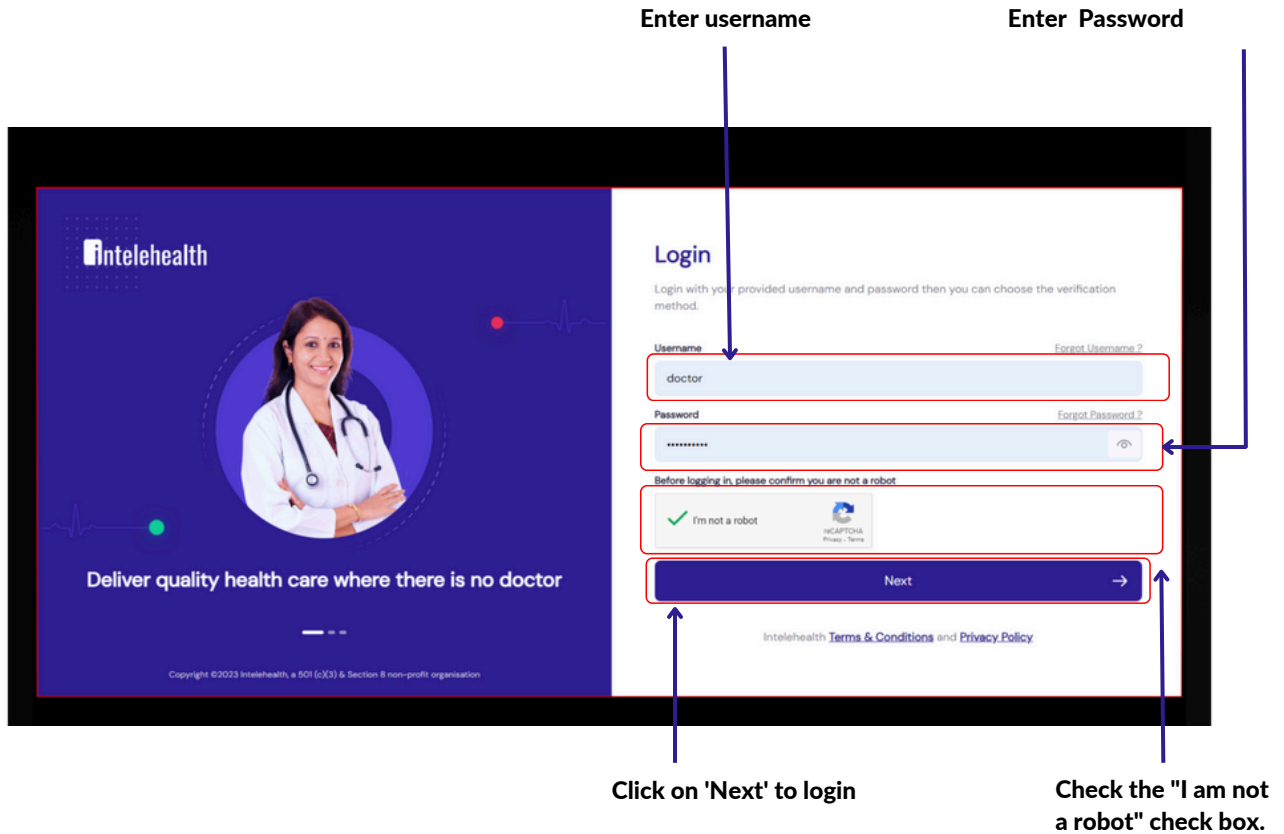 Enter username
Enter  Password
intelehealth
Deliver quality health care where there is no doctor
Copyright ©2023 Intelehealth, a 501 (c)(3) & Section 8 non-profit organisation
Login
Login with your provided username and password then you can choose the verification
method.
Username
Forgot Username ?
doctor
Password
Forgot Password ?
••••••••••
Before logging in, please confirm you are not a robot
I'm not a robot
reCAPTCHA
Privacy - Terms
Next
Intelehealth Terms & Conditions and Privacy Policy
Click on 'Next' to login
Check the "I am not
a robot" check box.